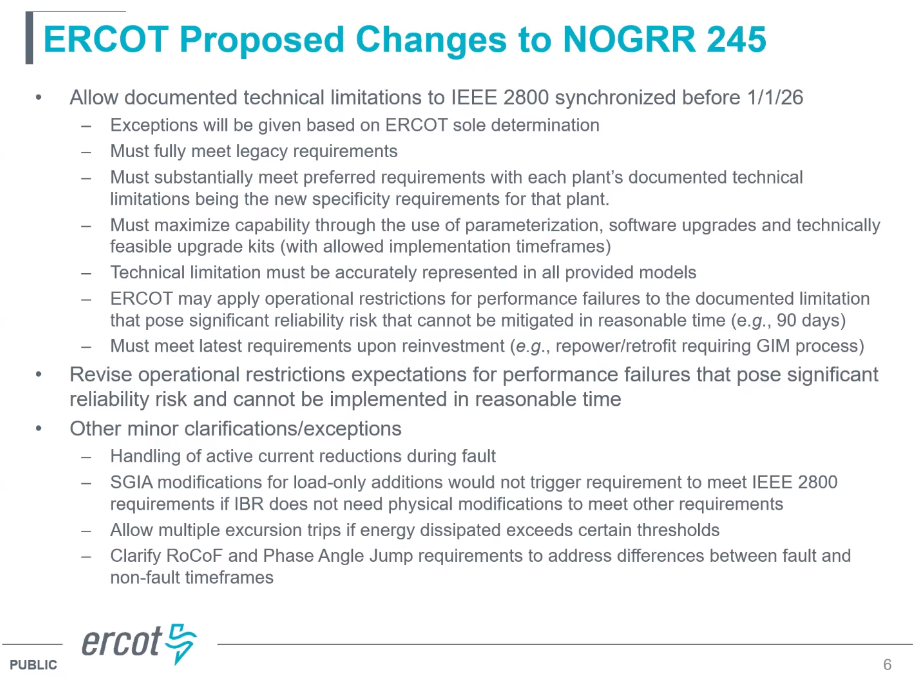 ERCOT Proposed Changes to NOGRR 245
• Allow documented technical limitations to IEEE 2800 synchronized before 1/1/26
– Exceptions will be given based on ERCOT sole determination
– Must fully meet legacy requirements
– Must substantially meet preferred requirements with each plant's documented technical
limitations being the new specificity requirements for that plant.
– Must maximize capability through the use of parameterization, software upgrades and technically
feasible upgrade kits (with allowed implementation timeframes)
– Technical limitation must be accurately represented in all provided models
– ERCOT may apply operational restrictions for performance failures to the documented limitation
that pose significant reliability risk that cannot be mitigated in reasonable time (e.g., 90 days)
– Must meet latest requirements upon reinvestment (e.g., repower/retrofit requiring GIM process)
• Revise operational restrictions expectations for performance failures that pose significant
reliability risk and cannot be implemented in reasonable time
• Other minor clarifications/exceptions
– Handling of active current reductions during fault
– SGIA modifications for load-only additions would not trigger requirement to meet IEEE 2800
requirements if IBR does not need physical modifications to meet other requirements
– Allow multiple excursion trips if energy dissipated exceeds certain thresholds
– Clarify RoCoF and Phase Angle Jump requirements to address differences between fault and
non-fault timeframes
ercot
PUBLIC
6